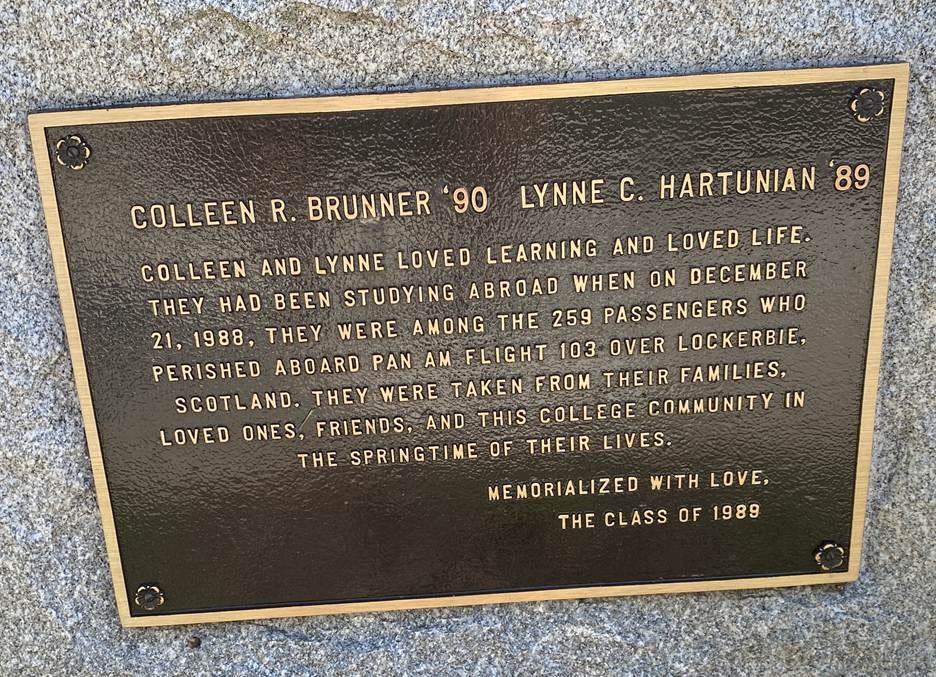 COLLEEN R. BRUNNER ‘90 LYNNE C. HARTUNIAN ‘89
COLLEEN AND LYNNE LOVED LEARNING AND LOVED LIFE.
THEY HAD BEEN STUDYING ABROAD WHEN ON DECEMBER
21, 1988, THEY WERE AMONG THE 259 PASSENGERS WHO
PERISHED ABOARD PAN AM FLIGHT 103 OVER LOCKERBIE,
SCOTLAND. THEY WERE TAKEN FROM THEIR FAMILIES,
LOVED ONES, FRIENDS, AND THIS COLLEGE COMMUNITY IN
THE SPRINGTIME OF THEIR LIVES.
MEMORIALIZED WITH LOVE,
THE CLASS OF 1989